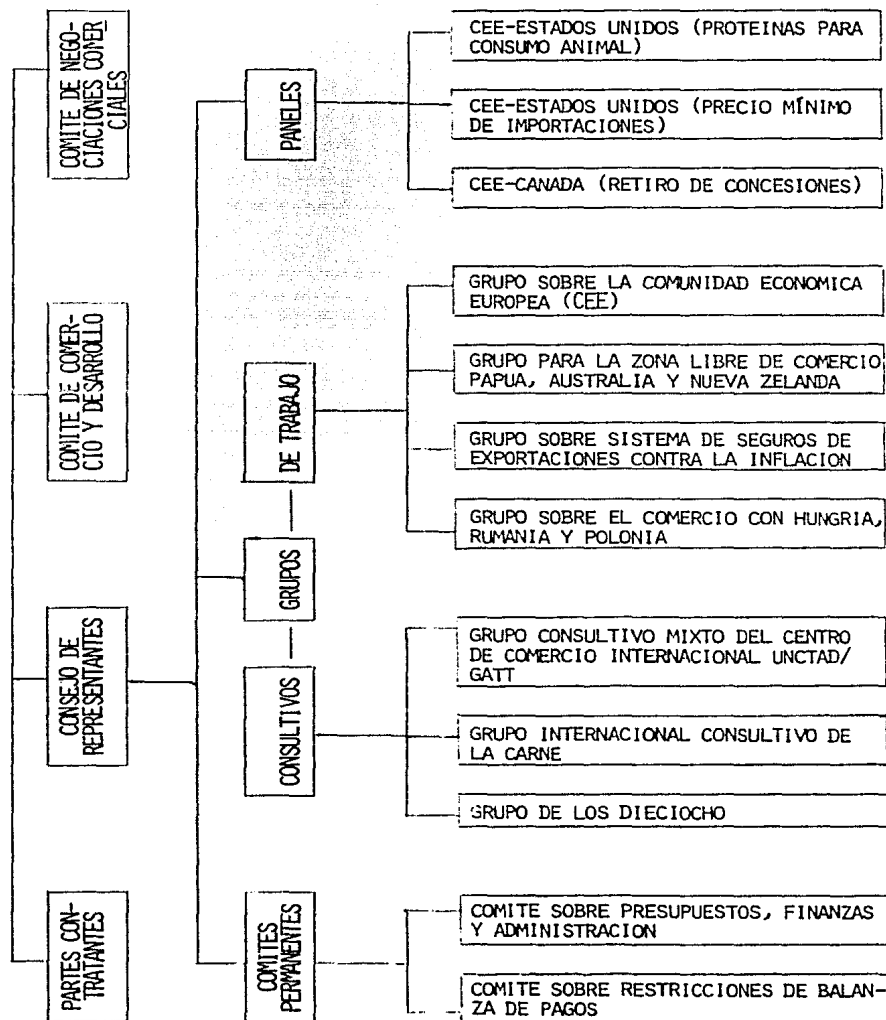 COMITE DE NEGO-
CIACIONES COMER
CIALES
COMITE DE COMER-
CIO Y DESARROLLO
CONSEJO DE
REPRESENTANTES
PARTES CON-
TRATANTES
PANELES
DE TRABAJO
GRUPOS
CONSULTIVOS
COMITES
PERMANENTES
CEE-ESTADOS UNIDOS (PROTEINAS PARA
CONSUMO ANIMAL)
CEE-ESTADOS UNIDOS (PRECIO MÍNIMO
DE IMPORTACIONES)
CEE-CANADA (RETIRO DE CONCESIONES)
GRUPO SOBRE LA COMUNIDAD ECONOMICA
EUROPEA (CEE)
GRUPO PARA LA ZONA LIBRE DE COMERCIO
PAPUA, AUSTRALIA Y NUEVA ZELANDA
GRUPO SOBRE SISTEMA DE SEGUROS DE
EXPORTACIONES CONTRA LA INFLACION
GRUPO SOBRE EL COMERCIO CON HUNGRIA,
RUMANIA Y POLONIA
GRUPO CONSULTIVO MIXTO DEL CENTRO
DE COMERCIO INTERNACIONAL UNCTAD/
GATT
GRUPO INTERNACIONAL CONSULTIVO DE
LA CARNE
GRUPO DE LOS DIECIOCHO
COMITE SOBRE PRESUPUESTOS, FINANZAS
Y ADMINISTRACION
COMITE SOBRE RESTRICCIONES DE BALAN-
ZA DE PAGOS